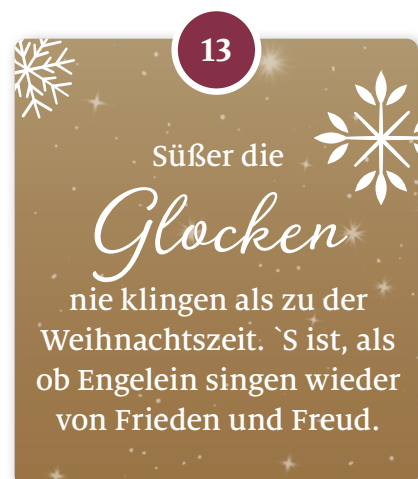 13
Süßer die
Glocken
nie klingen als zu der
Weihnachtszeit. `S ist, als
ob Engelein singen wieder
von Frieden und Freud.